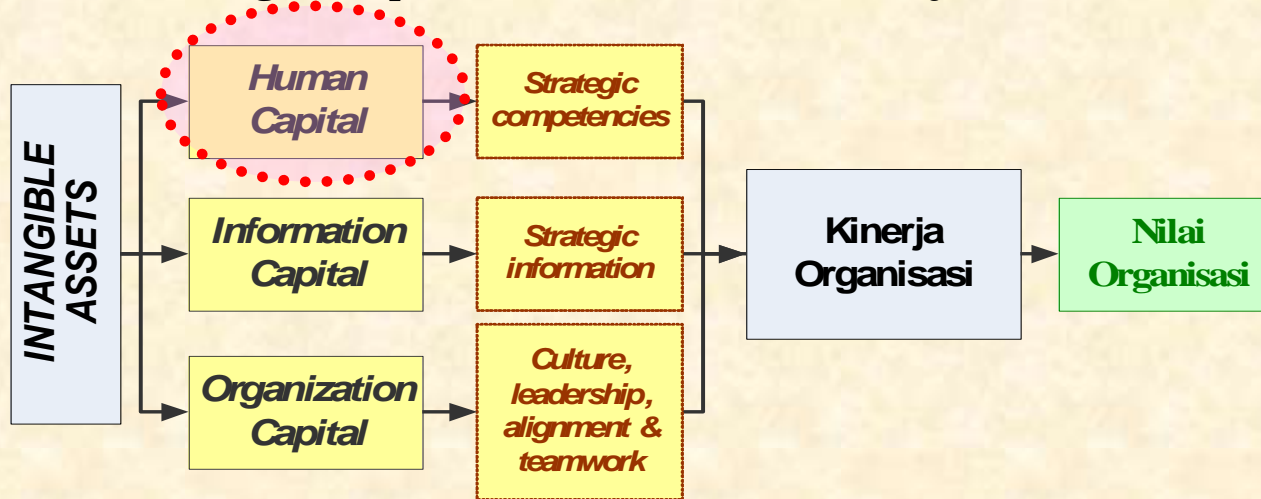 INTANGIBLE
ASSETS
Human
Capital
Strategic
competencies
Information
Capital
Strategic
information
Organization
Capital
Culture,
leadership,
alignment &
teamwork
Kinerja
Organisasi
Nilai
Organisasi